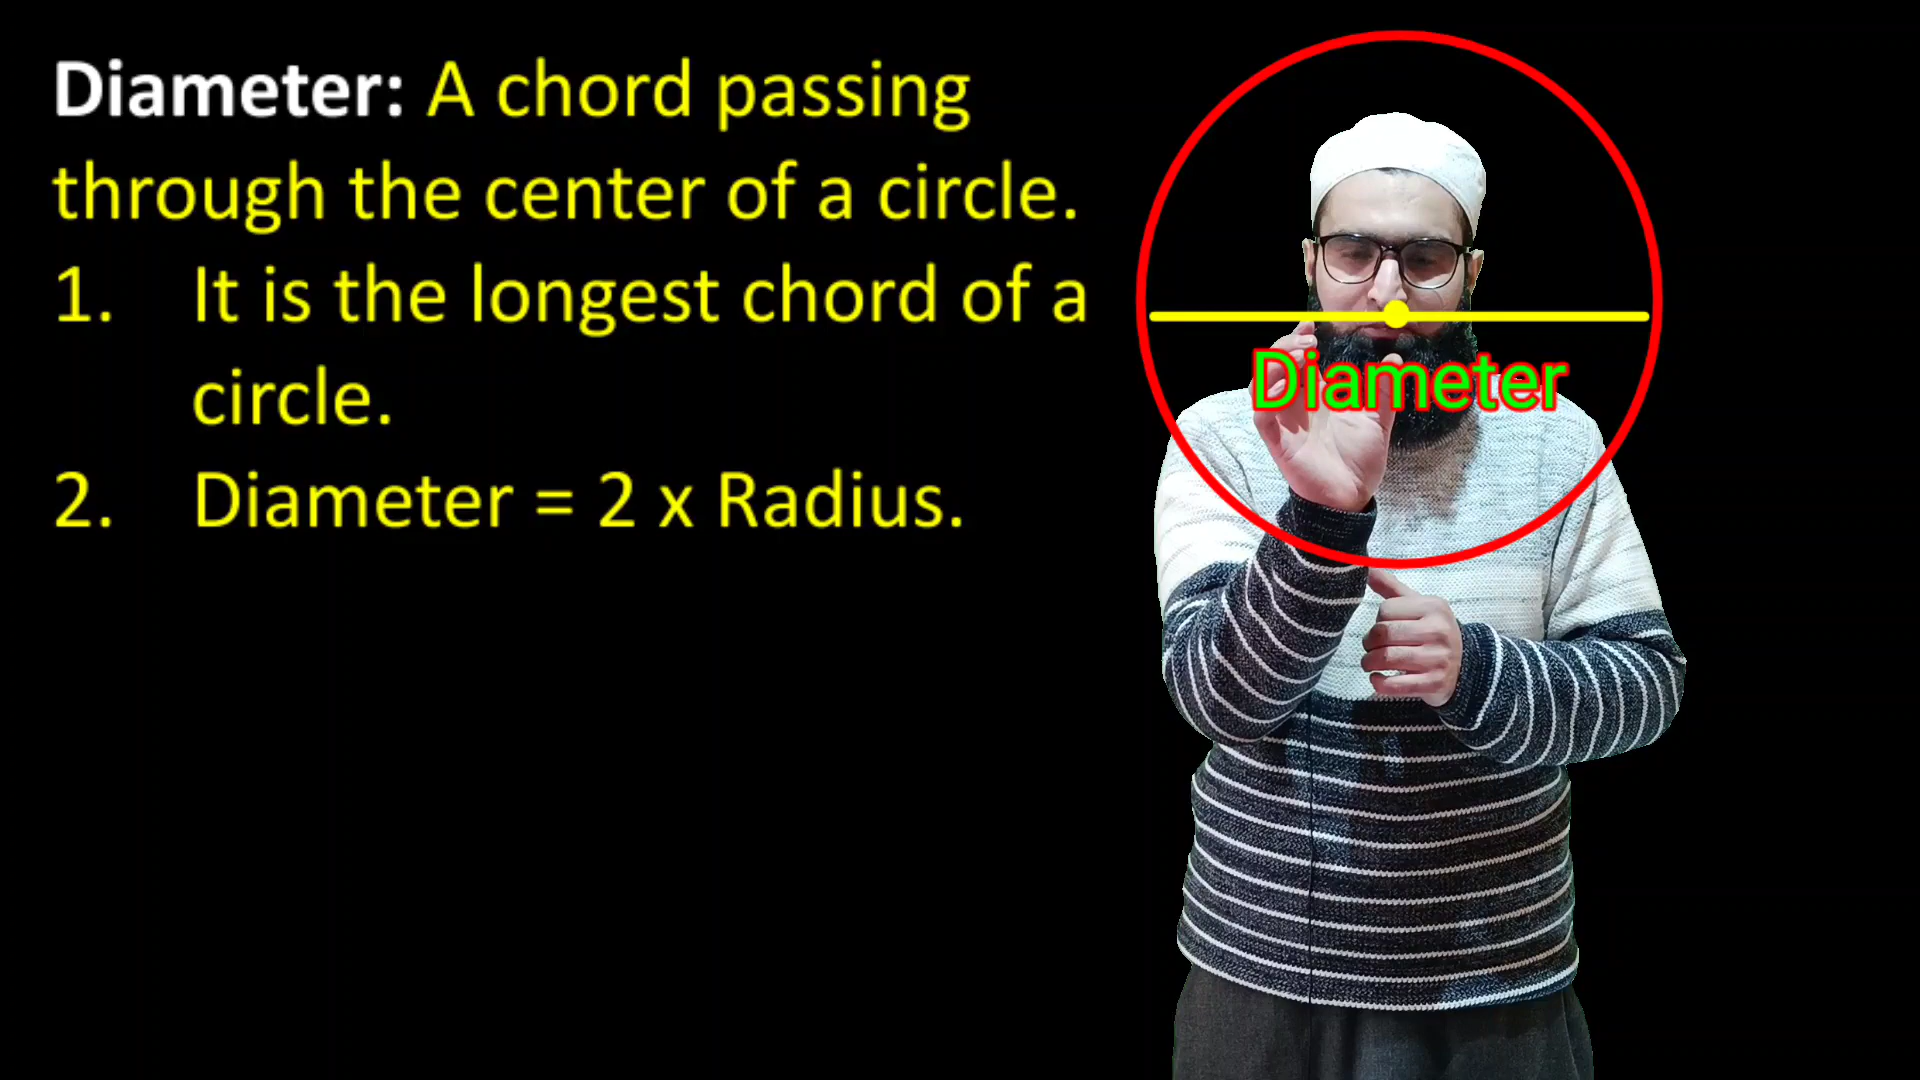 Diameter: A chord passing
through the center of a circle.
1. It is the longest chord of a
circle.
2. Diameter = 2 x Radius.
Diameter